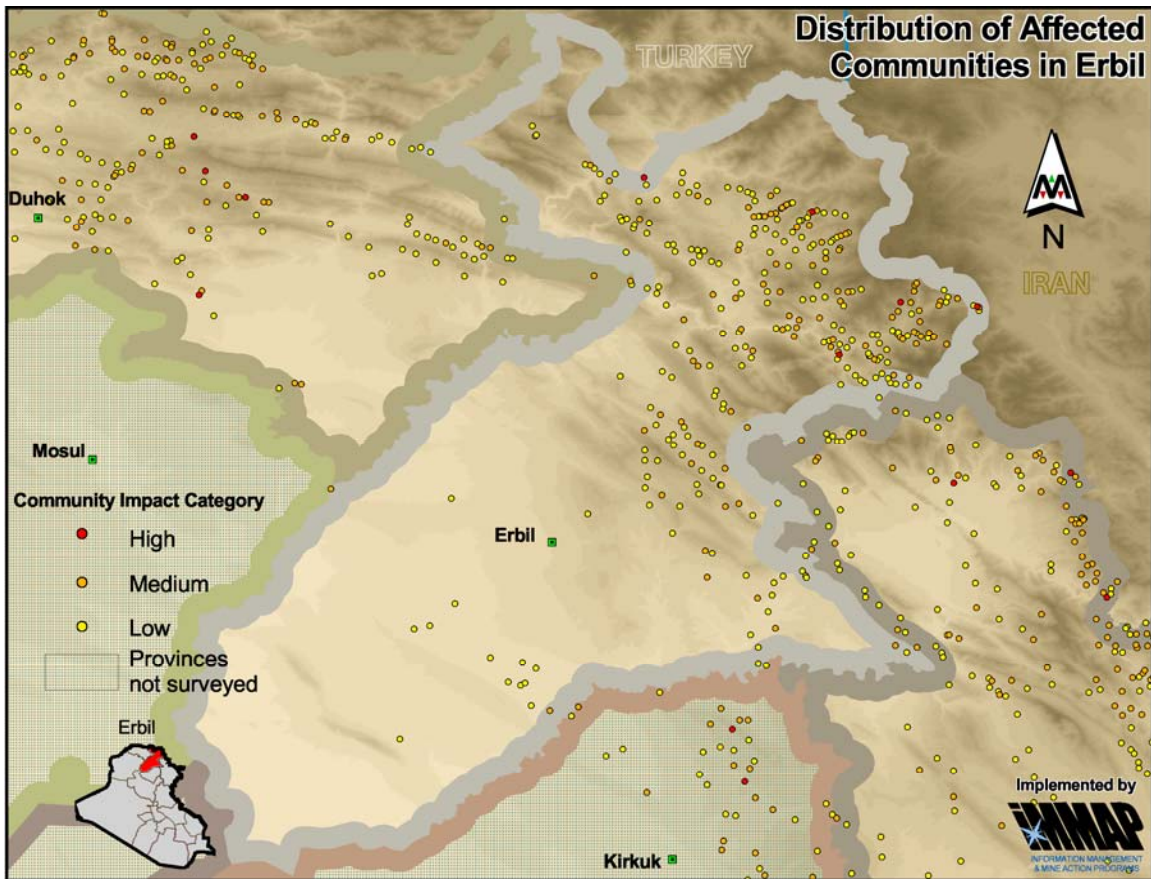 Distribution of Affected
Communities in Erbil
TURKEY
N
IRAN
Duhok
Mosul
Community Impact Category
High
Medium
Low
Provinces
not surveyed
Erbil
Erbil
Kirkuk
Implemented by
iMMAP
INFORMATION MANAGEMENT
& MINE ACTION PROGRAMS